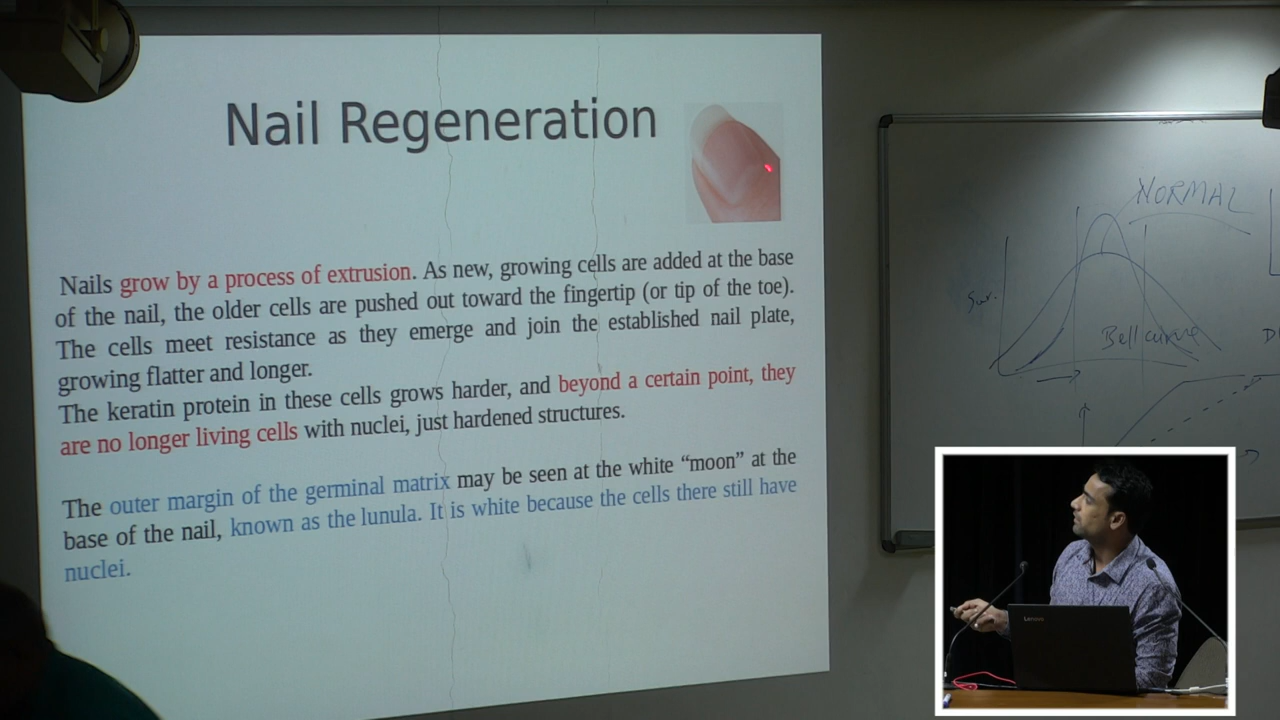 Nail Regeneration
Nails grow by a process of extrusion. As new, growing cells are added at the base
of the nail, the older cells are pushed out toward the fingertip (or tip of the toe).
The cells meet resistance as they emerge and join the established nail plate,
growing flatter and longer.
The keratin protein in these cells grows harder, and beyond a certain point, they
are no longer living cells with nuclei, just hardened structures.
The outer margin of the germinal matrix may be seen at the white “moon” at the
base of the nail, known as the lunula. It is white because the cells there still have
nuclei.
NORMAL
Bell curve
Lenovo